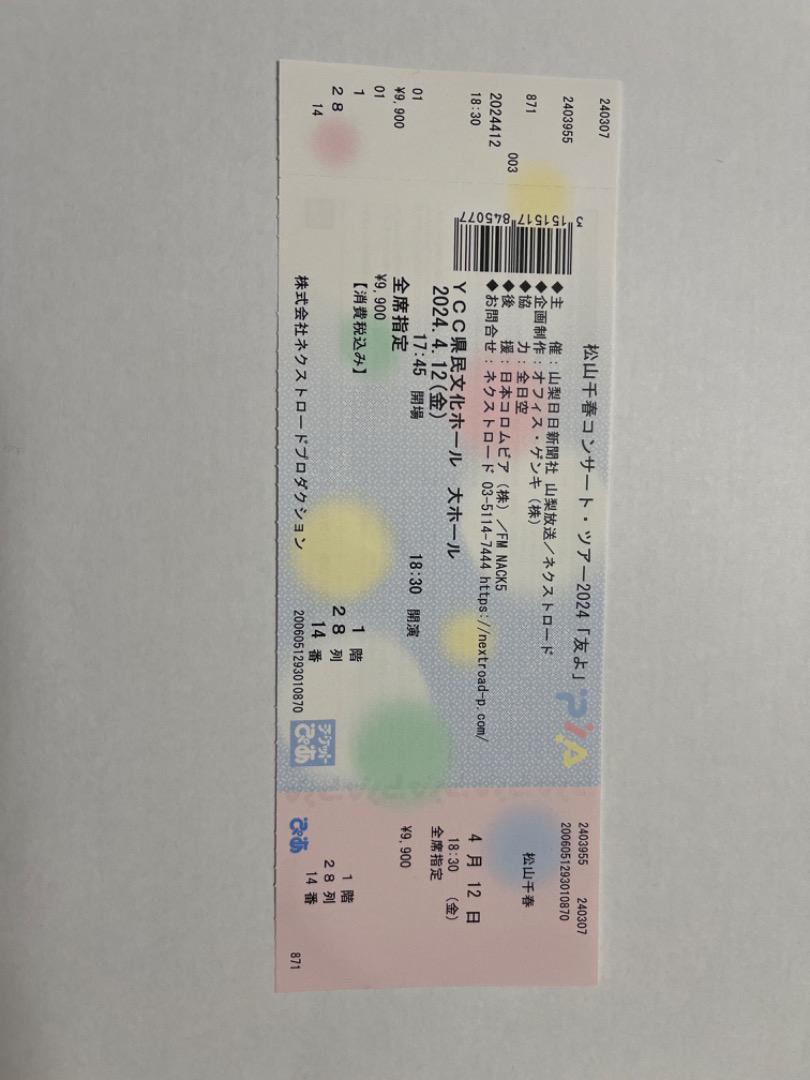 240307
2403955
871
003
2024412
18:30
01
¥9,900
01
1
28
14
3
151517
845077
松山千春コンサート・ツアー2024「友よ」
◆主　　催：山梨日日新聞社 山梨放送／ネクストロード
◆企画制作：オフィス・ゲンキ（株）
◆協　　力：全日空
◆後　　援：日本コロムビア（株）／FM NACK5
◆お問合せ：ネクストロード 03-5114-7444 https://nextroad-p.com/
YCC県民文化ホール　大ホール
2024.4.12(金)
17:45 開場　18:30 開演
全席指定
¥9,900
【消費税込み】
1 階
28 列
14 番
株式会社ネクストロードプロダクション
2006051293010870
PIA
チケットぴあ
2403955　240307
2006051293010870
松山千春
4 月 12 日
18:30　(金)
全席指定
¥9,900
1 階
28 列
14 番
ぴあ
871